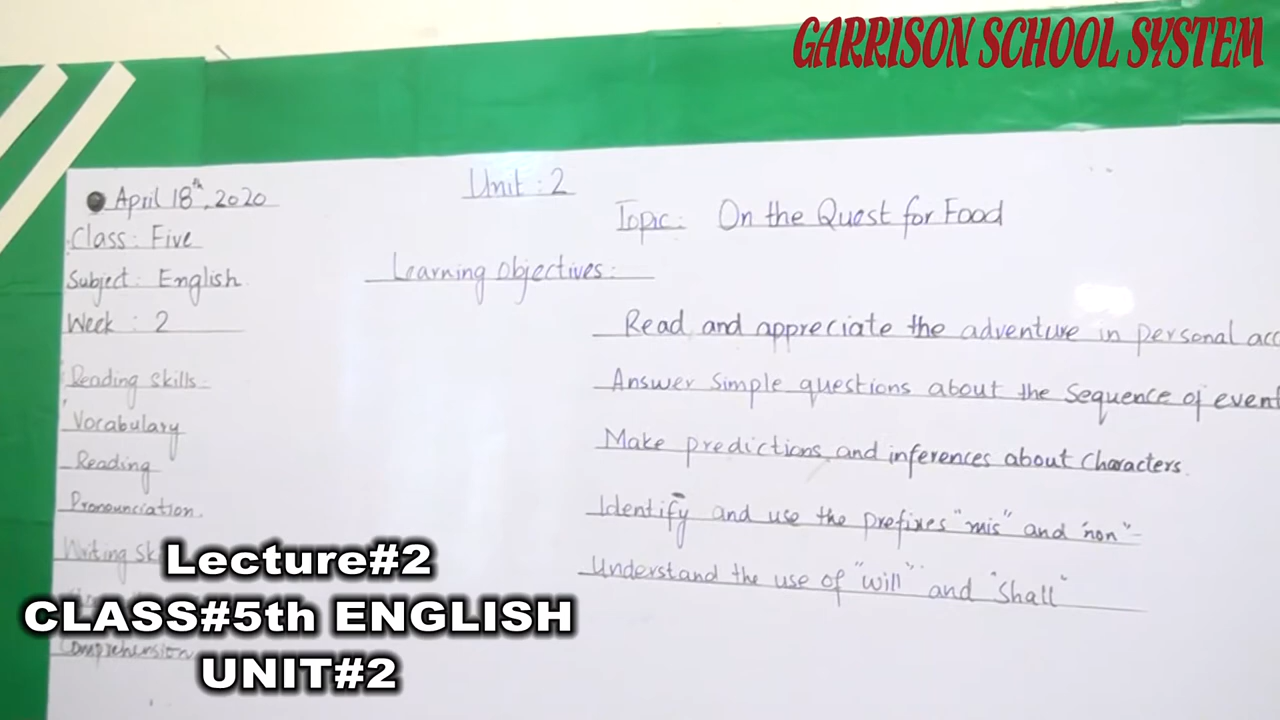 GARRISON SCHOOL SYSTEM
April 18th, 2020
Unit : 2
Topic: On the Quest for Food
Class: Five
Subject: English
Week : 2
Learning Objectives:
Read and appreciate the adventure in personal
Answer Simple questions about the Sequence of event
Make predictions and inferences about Characters.
Identify and use the prefixes "mis" and "non"
Understand the use of "will" and "Shall"
Reading Skills:
Vocabulary
Reading
Pronounciation.
Writing
Comprehension
Lecture#2
CLASS#5th ENGLISH
UNIT#2